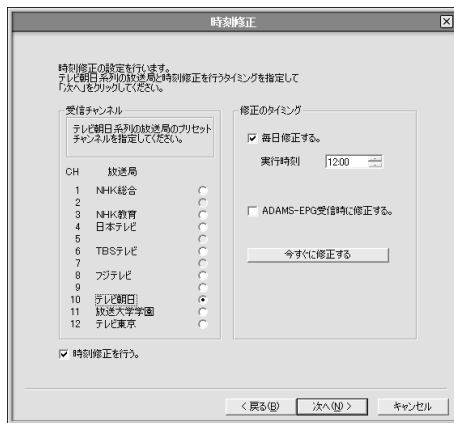 時刻修正
時刻修正の設定を行います。
テレビ朝日系列の放送局と時刻修正を行うタイミングを指定して
「次へ」をクリックしてください。
受信チャンネル
テレビ朝日系列の放送局のプリセット
チャンネルを指定してください。
CH 放送局
1 NHK総合
2
3 NHK教育
4 日本テレビ
5
6 TBSテレビ
7
8 フジテレビ
9
10 テレビ朝日
11 放送大学学園
12 テレビ東京
修正のタイミング
毎日修正する。
実行時刻 12:00
ADAMS-EPG受信時に修正する。
今すぐに修正する
時刻修正を行う。
< 戻る(B) 次へ(N) > キャンセル